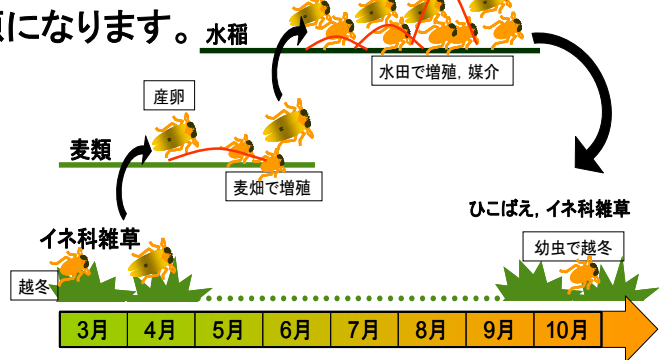 になります。
水稲
水田で増殖，媒介
産卵
麦類
麦畑で増殖
ひこばえ，イネ科雑草
イネ科雑草
幼虫で越冬
越冬
3月 4月 5月 6月 7月 8月 9月 10月